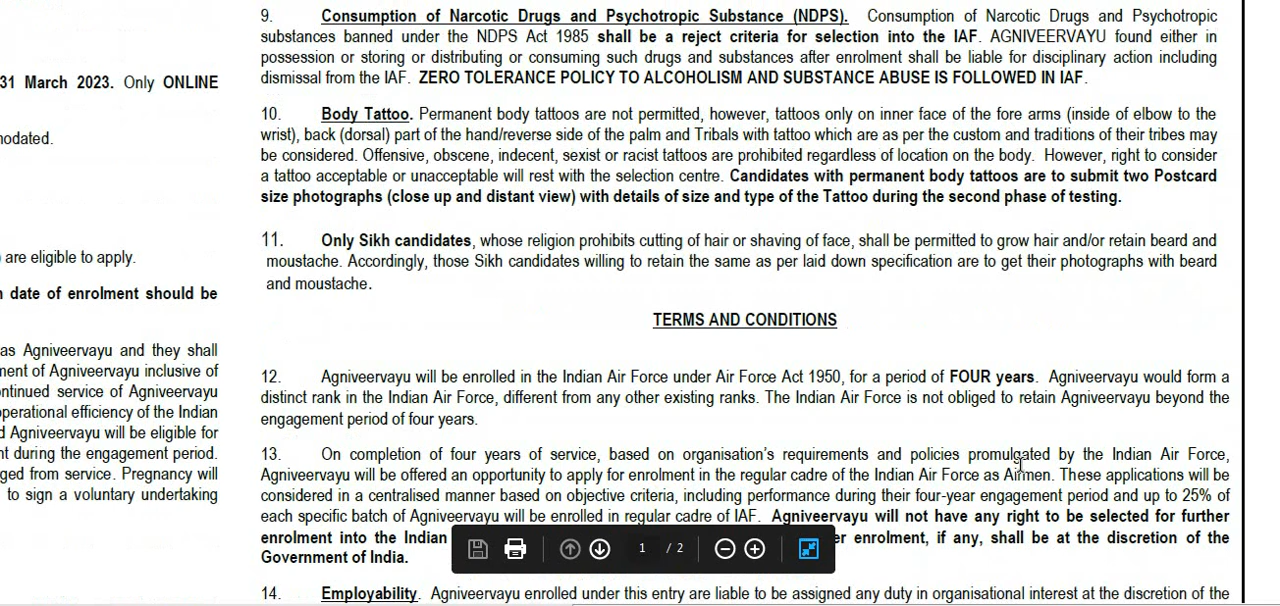 31 March 2023. Only ONLINE
nodated.
are eligible to apply.
date of enrolment should be
as Agniveervayu and they shall
ment of Agniveervayu inclusive of
ontinued service of Agniveervayu
operational efficiency of the Indian
d Agniveervayu will be eligible for
nt during the engagement period.
ged from service. Pregnancy will
to sign a voluntary undertaking
9. Consumption of Narcotic Drugs and Psychotropic Substance (NDPS). Consumption of Narcotic Drugs and Psychotropic
substances banned under the NDPS Act 1985 shall be a reject criteria for selection into the IAF. AGNIVEERVAYU found either in
possession or storing or distributing or consuming such drugs and substances after enrolment shall be liable for disciplinary action including
dismissal from the IAF. ZERO TOLERANCE POLICY TO ALCOHOLISM AND SUBSTANCE ABUSE IS FOLLOWED IN IAF.
10. Body Tattoo. Permanent body tattoos are not permitted, however, tattoos only on inner face of the fore arms (inside of elbow to the
wrist), back (dorsal) part of the hand/reverse side of the palm and Tribals with tattoo which are as per the custom and traditions of their tribes may
be considered. Offensive, obscene, indecent, sexist or racist tattoos are prohibited regardless of location on the body. However, right to consider
a tattoo acceptable or unacceptable will rest with the selection centre. Candidates with permanent body tattoos are to submit two Postcard
size photographs (close up and distant view) with details of size and type of the Tattoo during the second phase of testing.
11. Only Sikh candidates, whose religion prohibits cutting of hair or shaving of face, shall be permitted to grow hair and/or retain beard and
moustache. Accordingly, those Sikh candidates willing to retain the same as per laid down specification are to get their photographs with beard
and moustache.
TERMS AND CONDITIONS
12. Agniveervayu will be enrolled in the Indian Air Force under Air Force Act 1950, for a period of FOUR years. Agniveervayu would form a
distinct rank in the Indian Air Force, different from any other existing ranks. The Indian Air Force is not obliged to retain Agniveervayu beyond the
engagement period of four years.
13. On completion of four years of service, based on organisation's requirements and policies promulgated by the Indian Air Force,
Agniveervayu will be offered an opportunity to apply for enrolment in the regular cadre of the Indian Air Force as Airmen. These applications will be
considered in a centralised manner based on objective criteria, including performance during their four-year engagement period and up to 25% of
each specific batch of Agniveervayu will be enrolled in regular cadre of IAF. Agniveervayu will not have any right to be selected for further
enrolment into the Indian er enrolment, if any, shall be at the discretion of the
Government of India.
1 / 2
14. Employability. Agniveervayu enrolled under this entry are liable to be assigned any duty in organisational interest at the discretion of the